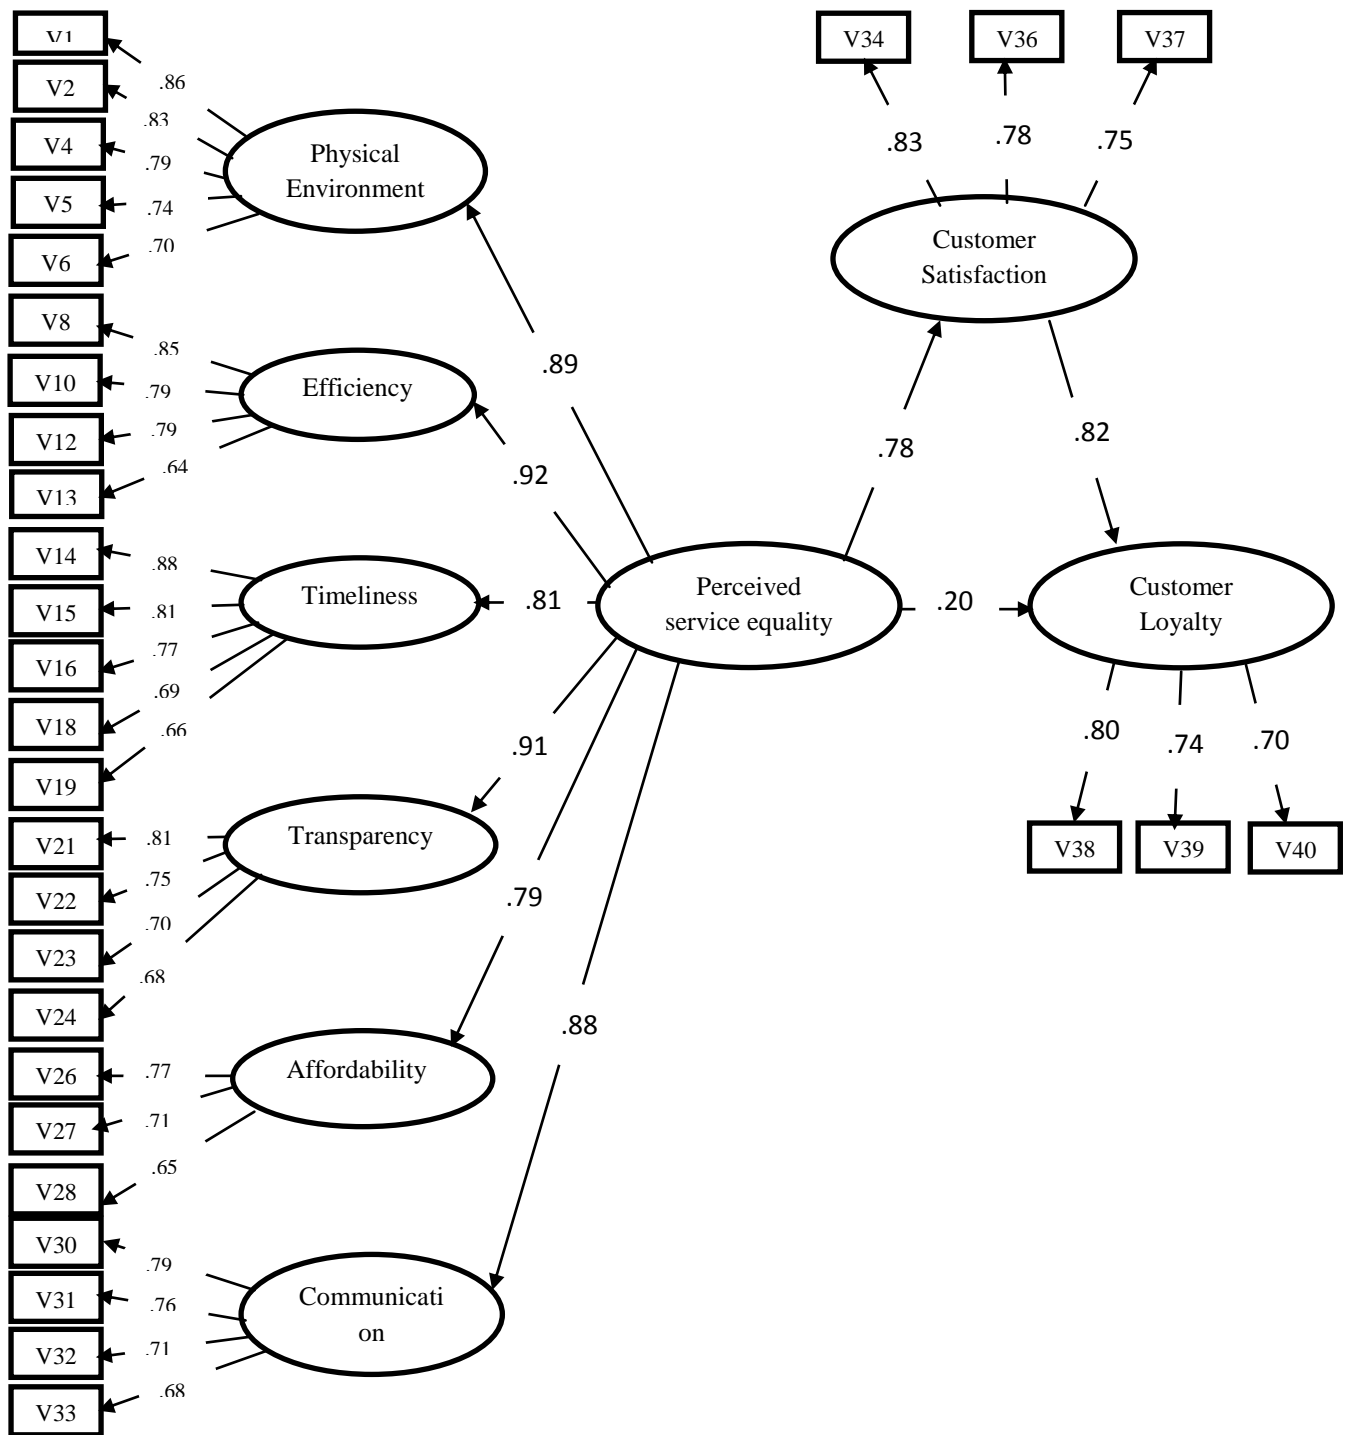 V1
V2
V4
V5
V6
V8
V10
V12
V13
V14
V15
V16
V18
V19
V21
V22
V23
V24
V26
V27
V28
V30
V31
V32
V33
.86
.83
.79
.74
.70
.85
.79
.79
.64
.88
.81
.77
.69
.66
.81
.75
.70
.68
.77
.71
.65
.79
.76
.71
.68
Physical
Environment
Efficiency
Timeliness
Transparency
Affordability
Communicati
on
.89
.92
.81
.91
.79
.88
Perceived
service equality
.78
.20
V34
V36
V37
.83
.78
.75
Customer
Satisfaction
.82
Customer
Loyalty
.80
.74
.70
V38
V39
V40